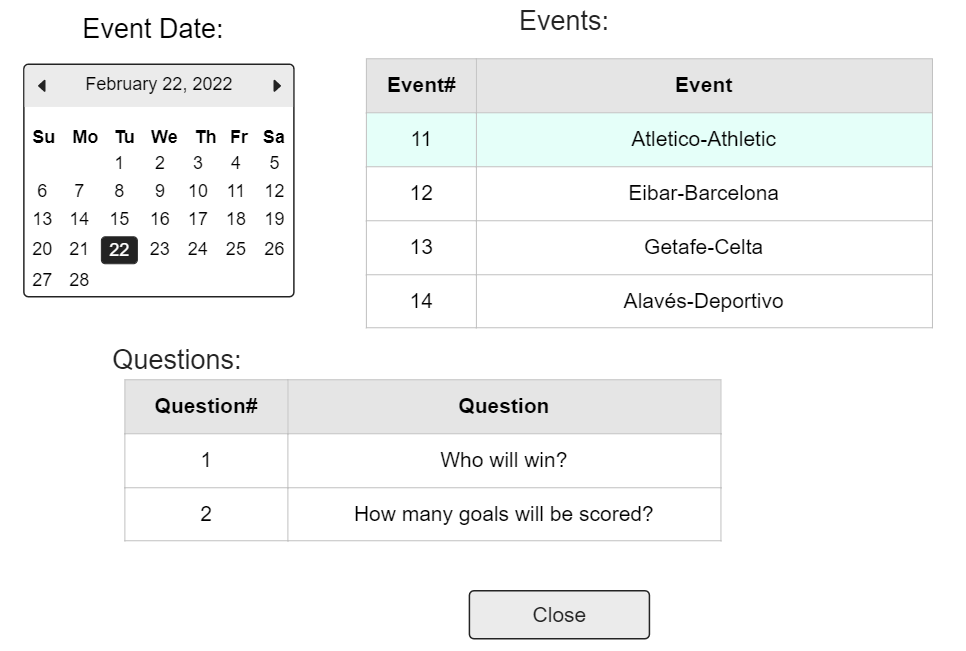 Event Date:
February 22, 2022
Su Mo Tu We Th Fr Sa
1 2 3 4 5
6 7 8 9 10 11 12
13 14 15 16 17 18 19
20 21 22 23 24 25 26
27 28
Events:
Event# Event
11 Atletico-Athletic
12 Eibar-Barcelona
13 Getafe-Celta
14 Alavés-Deportivo
Questions:
Question# Question
1 Who will win?
2 How many goals will be scored?
Close